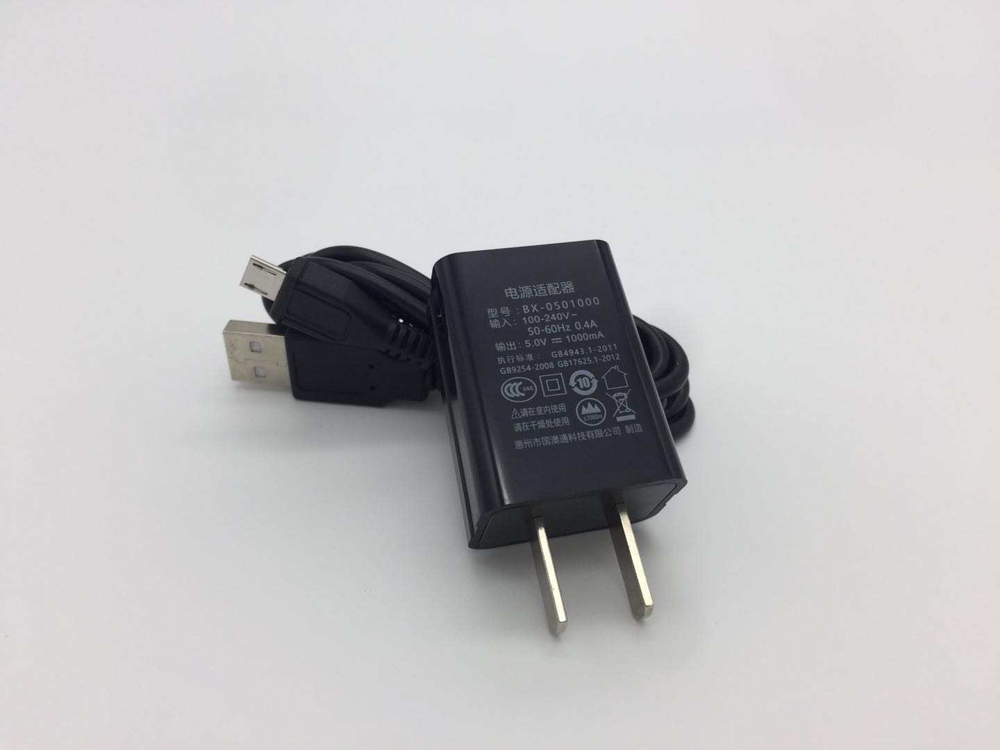 电源适配器
型号：BX-0501000
输入：100-240V~
50-60Hz 0.4A
输出：5.0V ⎓ 1000mA
执行标准： GB4943.1-2011
GB9254-2008 GB17625.1-2012
CCC S&E 10
⚠请在室内使用
请在干燥处使用
≤2000m
惠州市国澳通科技有限公司 制造